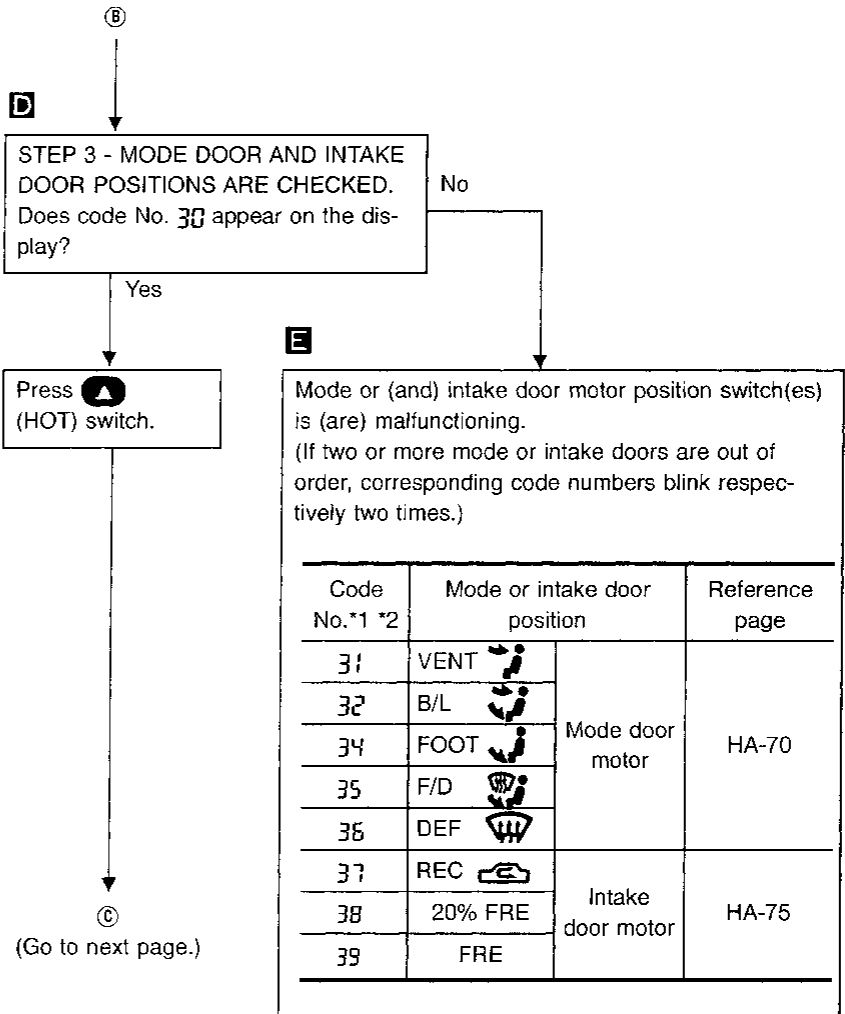 Ⓑ
D
STEP 3 - MODE DOOR AND INTAKE
DOOR POSITIONS ARE CHECKED.
Does code No. 30 appear on the dis-
play?
No
Yes
Press
(HOT) switch.
Ⓒ
(Go to next page.)
E
Mode or (and) intake door motor position switch(es)
is (are) malfunctioning.
(If two or more mode or intake doors are out of
order, corresponding code numbers blink respec-
tively two times.)
Code No.*1 *2 Mode or intake door position Reference page
31 VENT
32 B/L
34 FOOT
35 F/D
36 DEF
Mode door motor
HA-70
37 REC
38 20% FRE
39 FRE
Intake door motor
HA-75